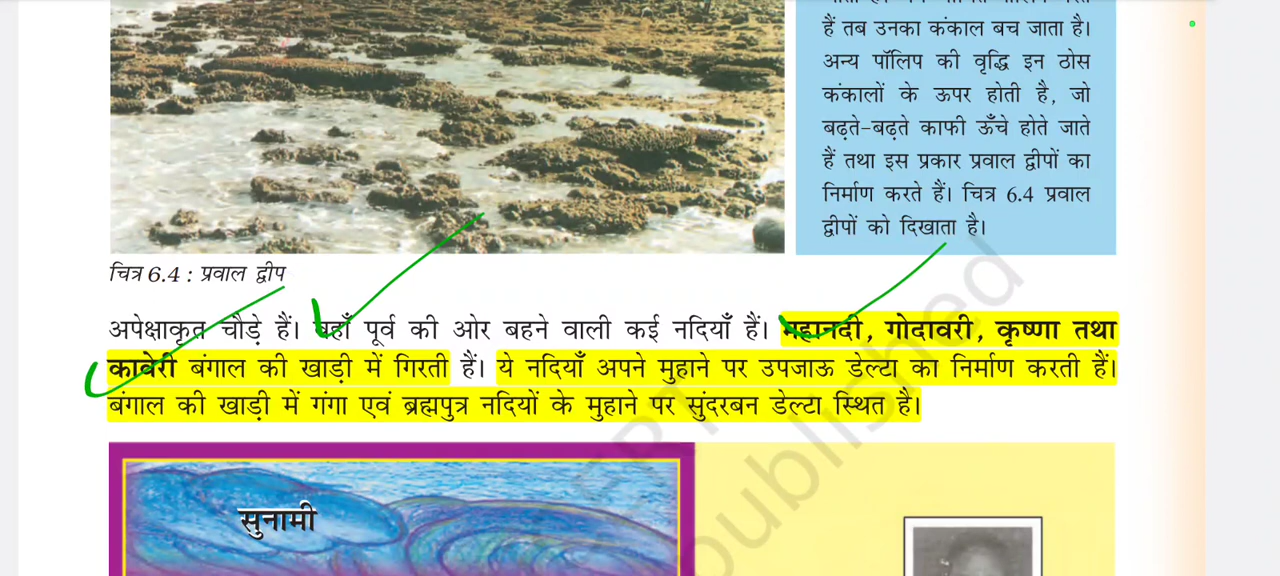 हैं तब उनका कंकाल बच जाता है।
अन्य पॉलिप की वृद्धि इन ठोस
कंकालों के ऊपर होती है, जो
बढ़ते-बढ़ते काफी ऊँचे होते जाते
हैं तथा इस प्रकार प्रवाल द्वीपों का
निर्माण करते हैं। चित्र 6.4 प्रवाल
द्वीपों को दिखाता है।
चित्र 6.4 : प्रवाल द्वीप
अपेक्षाकृत चौड़े हैं। यहाँ पूर्व की ओर बहने वाली कई नदियाँ हैं। महानदी, गोदावरी, कृष्णा तथा
कावेरी बंगाल की खाड़ी में गिरती हैं। ये नदियाँ अपने मुहाने पर उपजाऊ डेल्टा का निर्माण करती हैं।
बंगाल की खाड़ी में गंगा एवं ब्रह्मपुत्र नदियों के मुहाने पर सुंदरबन डेल्टा स्थित है।
सुनामी